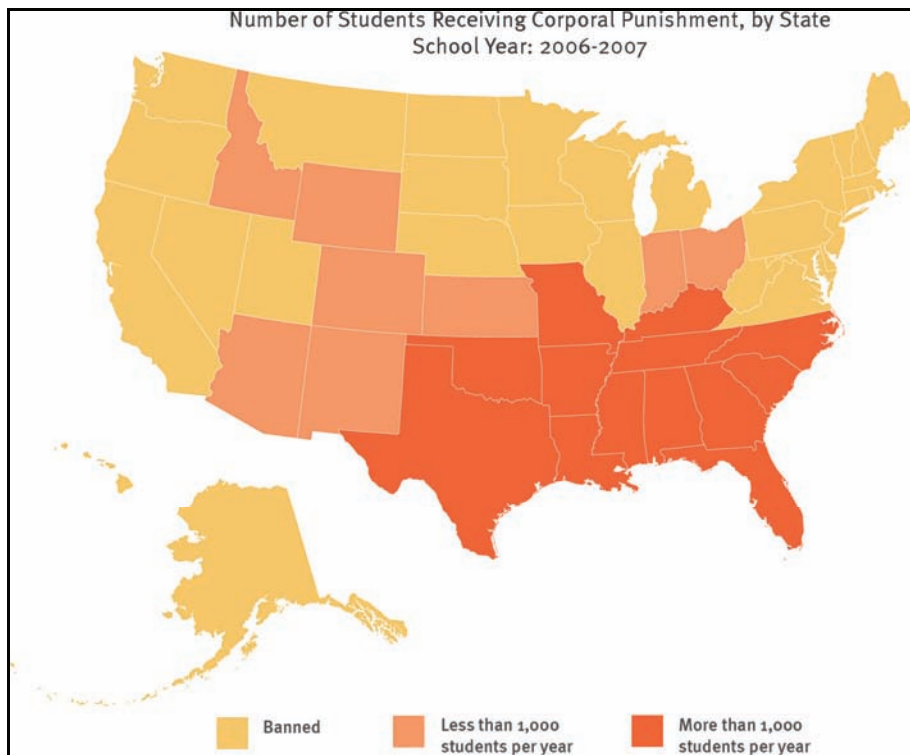 Number of Students Receiving Corporal Punishment, by State
School Year: 2006-2007
Banned
Less than 1,000
students per year
More than 1,000
students per year